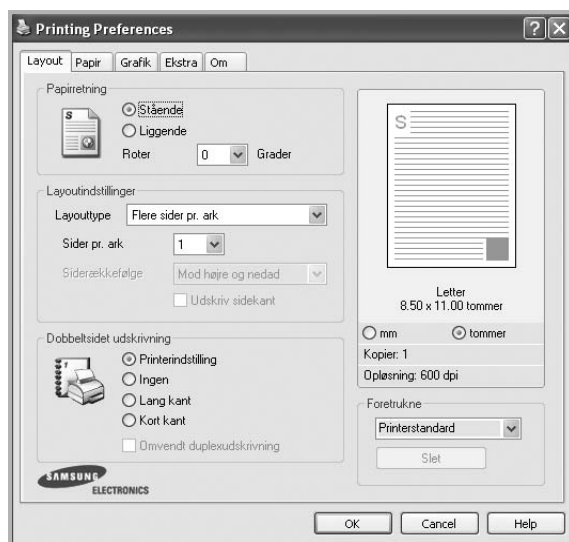 Printing Preferences
Layout Papir Grafik Ekstra Om
Papirretning
S
Stående
Liggende
Roter 0 Grader
Layoutindstillinger
Layouttype Flere sider pr. ark
Sider pr. ark 1
Siderækkefølge Mod højre og nedad
Udskriv sidekant
Dobbeltsidet udskrivning
Printerindstilling
Ingen
Lang kant
Kort kant
Omvendt duplexudskrivning
SAMSUNG
ELECTRONICS
S
Letter
8.50 x 11.00 tommer
mm tommer
Kopier: 1
Opløsning: 600 dpi
Foretrukne
Printerstandard
Slet
OK Cancel Help